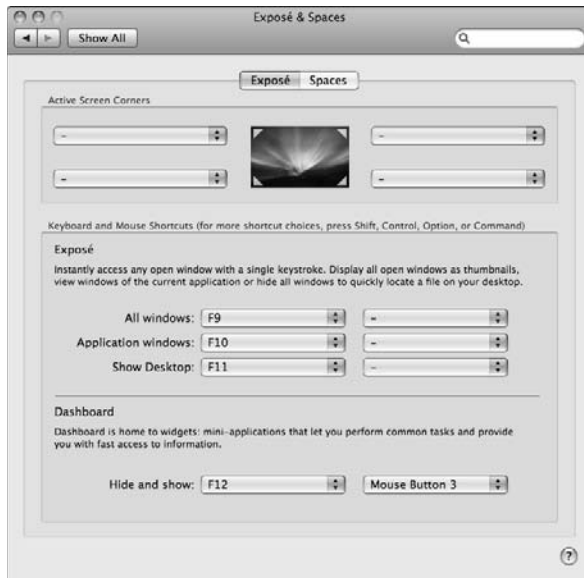 Exposé & Spaces
Show All
Exposé Spaces
Active Screen Corners
- -
- -
Keyboard and Mouse Shortcuts (for more shortcut choices, press Shift, Control, Option, or Command)
Exposé
Instantly access any open window with a single keystroke. Display all open windows as thumbnails,
view windows of the current application or hide all windows to quickly locate a file on your desktop.
All windows: F9 -
Application windows: F10 -
Show Desktop: F11 -
Dashboard
Dashboard is home to widgets: mini-applications that let you perform common tasks and provide
you with fast access to information.
Hide and show: F12 Mouse Button 3
?